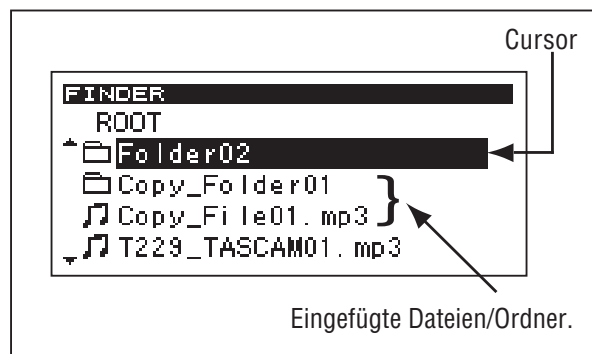 Cursor
FINDER
ROOT
Folder02
Copy_Folder01
Copy_File01.mp3
T229_TASCAM01.mp3
Eingefügte Dateien/Ordner.